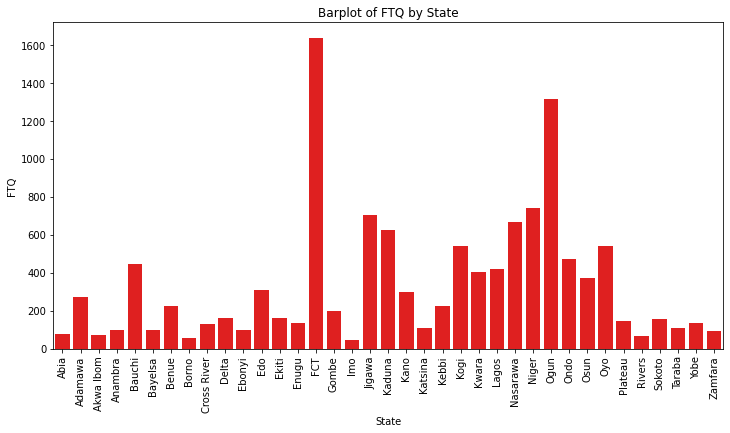 Barplot of FTQ by State
FTQ
1600
1400
1200
1000
800
600
400
200
0
Abia
Adamawa
Akwa Ibom
Anambra
Bauchi
Bayelsa
Benue
Borno
Cross River
Delta
Ebonyi
Edo
Ekiti
Enugu
FCT
Gombe
Imo
Jigawa
Kaduna
Kano
Katsina
Kebbi
Kogi
Kwara
Lagos
Nasarawa
Niger
Ogun
Ondo
Osun
Oyo
Plateau
Rivers
Sokoto
Taraba
Yobe
Zamfara
State